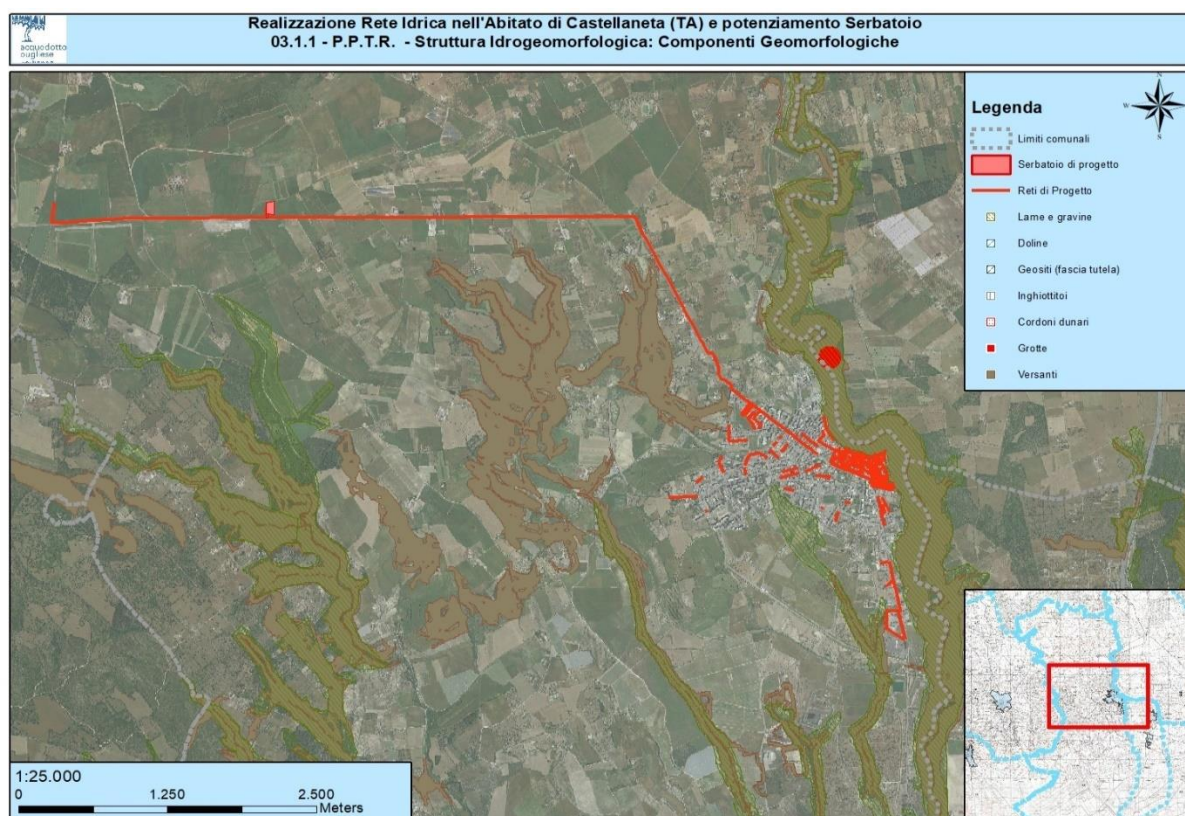 acquedotto
pugliese
Realizzazione Rete Idrica nell'Abitato di Castellaneta (TA) e potenziamento Serbatoio
03.1.1 - P.P.T.R. - Struttura Idrogeomorfologica: Componenti Geomorfologiche
Legenda
N
W
S
Limiti comunali
Serbatoio di progetto
Reti di Progetto
Lame e gravine
Doline
Geositi (fascia tutela)
Inghiottitoi
Cordoni dunari
Grotte
Versanti
1:25.000
0 1.250 2.500
Meters